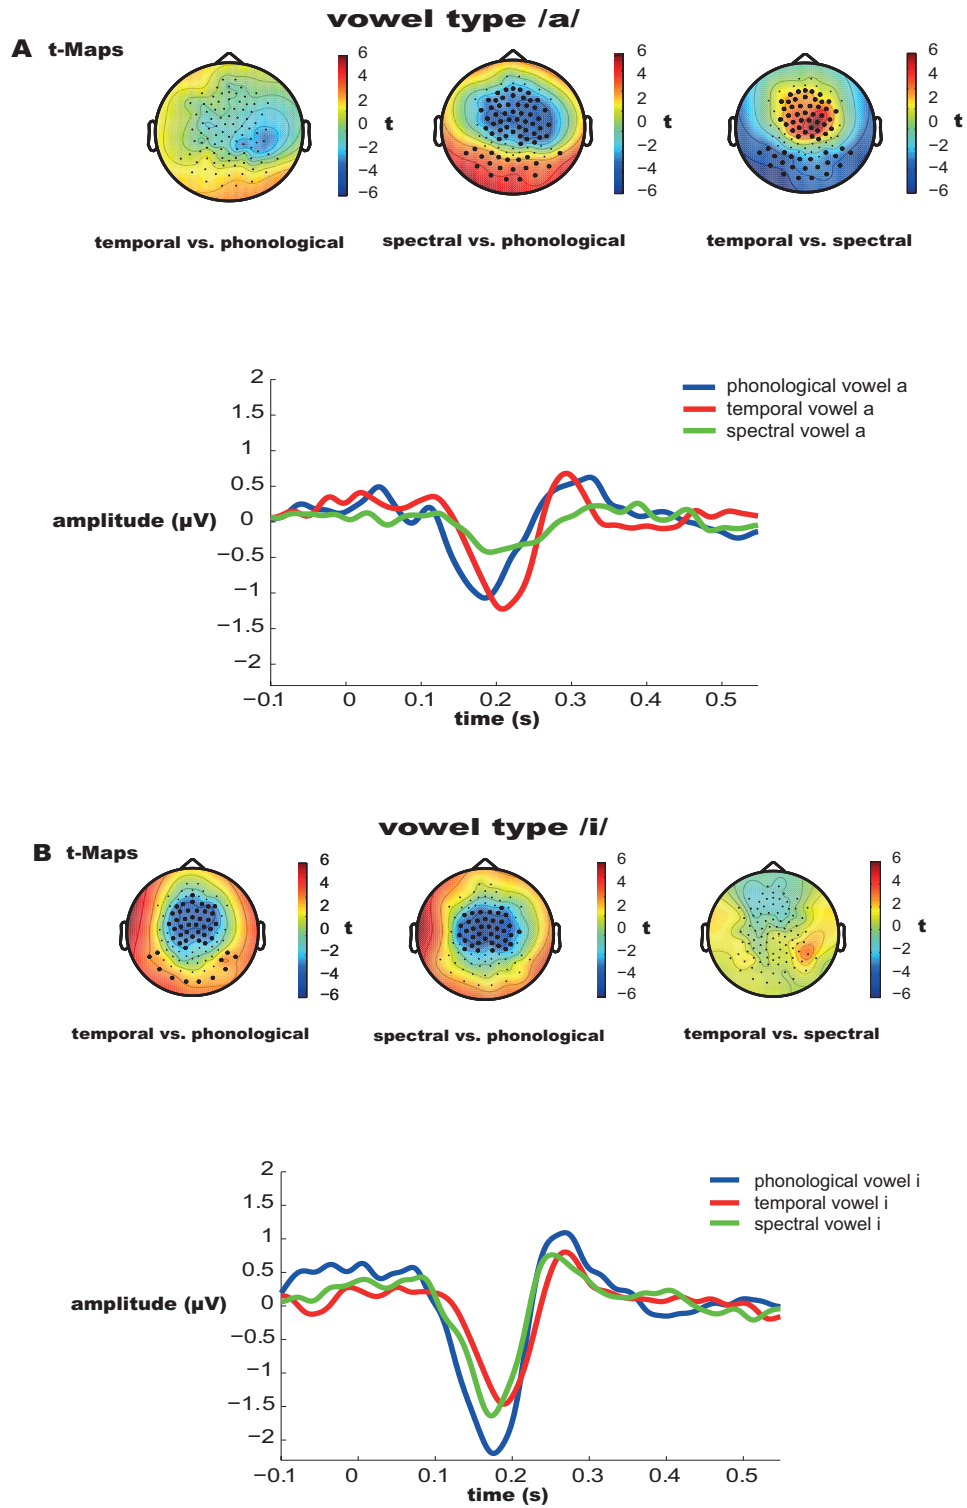 vowel type /a/
A t-Maps
6
4
2
0
−2
−4
−6
t
6
4
2
0
−2
−4
−6
t
6
4
2
0
−2
−4
−6
t
temporal vs. phonological
spectral vs. phonological
temporal vs. spectral
2
1.5
1
0.5
0
−0.5
−1
−1.5
−2
amplitude (µV)
phonological vowel a
temporal vowel a
spectral vowel a
−0.1 0 0.1 0.2 0.3 0.4 0.5
time (s)
vowel type /i/
B t-Maps
6
4
2
0
−2
−4
−6
t
6
4
2
0
−2
−4
−6
t
6
4
2
0
−2
−4
−6
t
temporal vs. phonological
spectral vs. phonological
temporal vs. spectral
2
1.5
1
0.5
0
−0.5
−1
−1.5
−2
amplitude (µV)
phonological vowel i
temporal vowel i
spectral vowel i
−0.1 0 0.1 0.2 0.3 0.4 0.5
time (s)